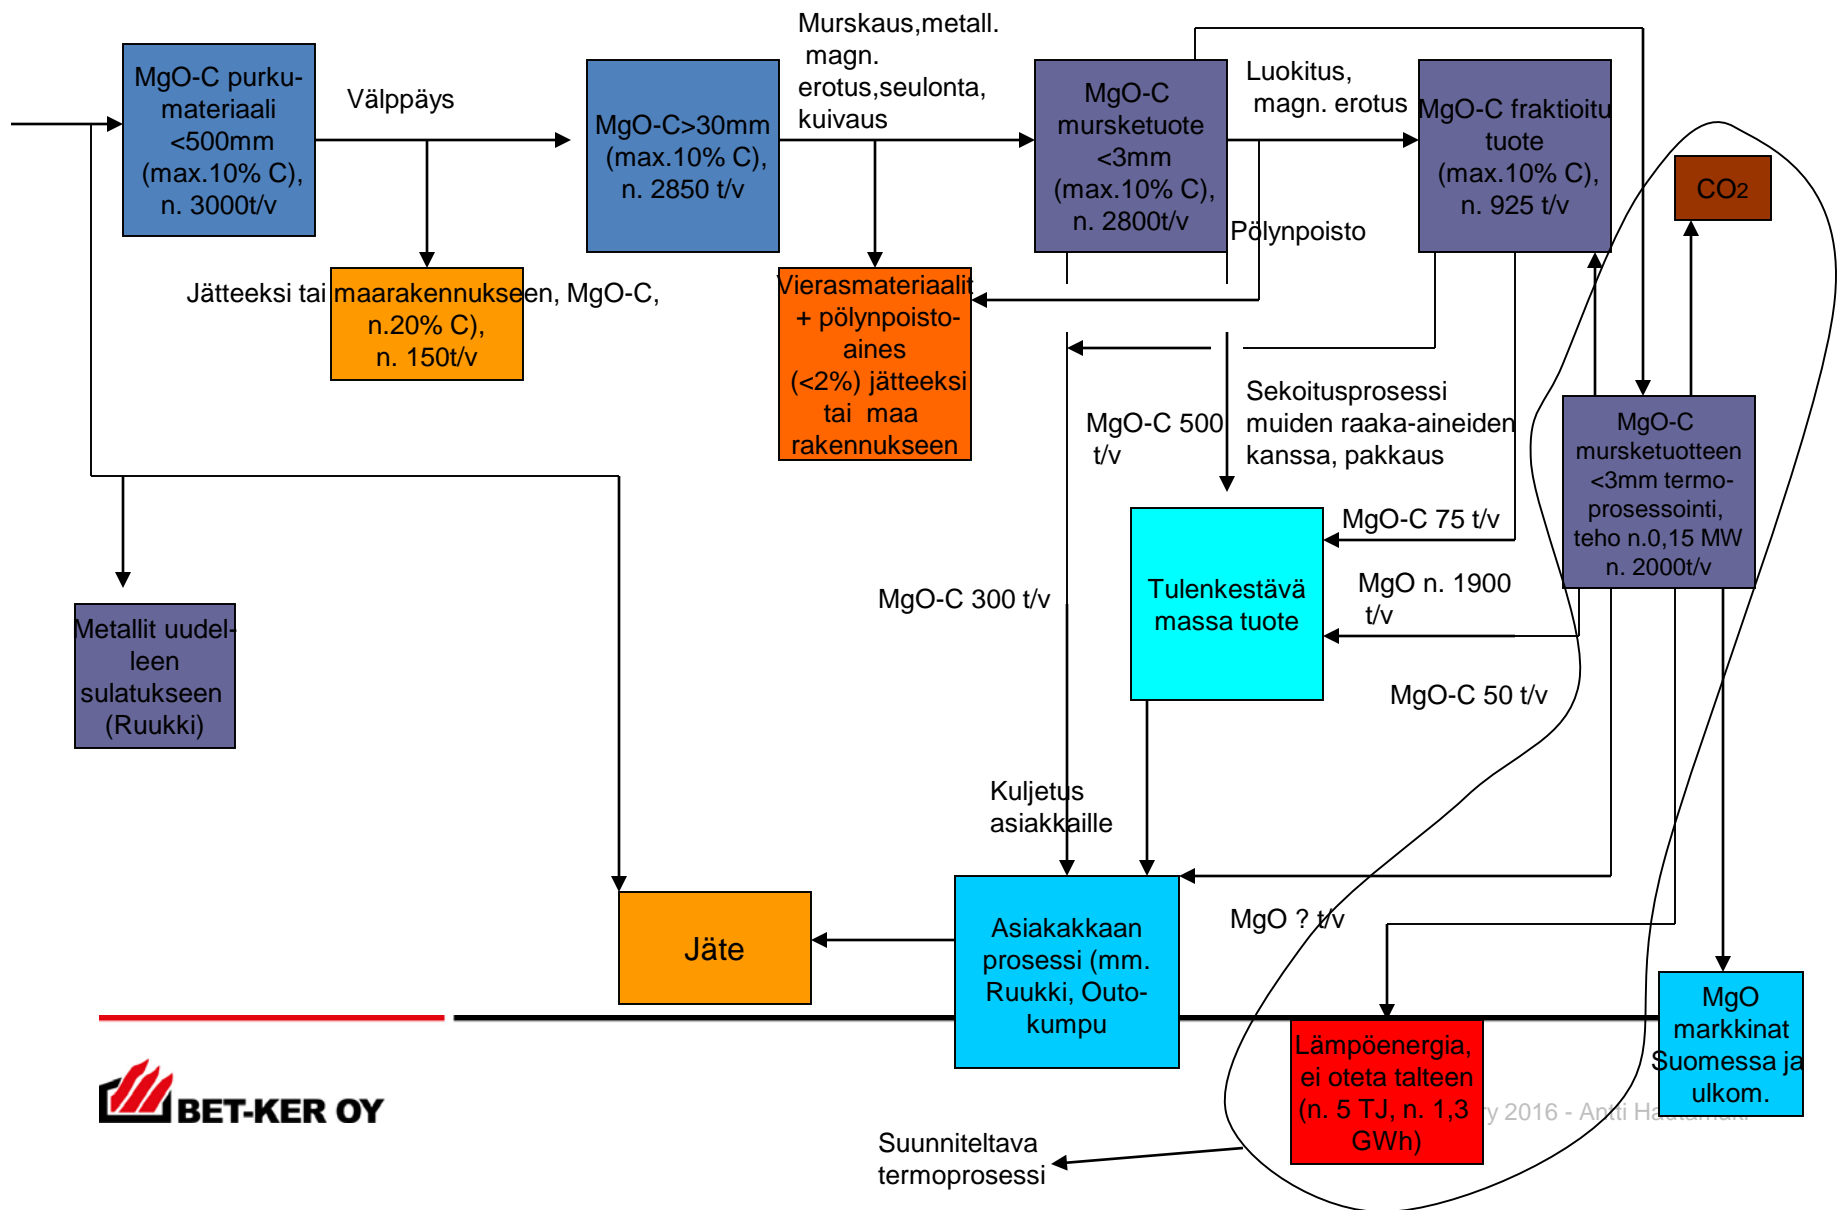 MgO-C purku-
materiaali
<500mm
(max.10% C),
n. 3000t/v
Välppäys
MgO-C>30mm
(max.10% C),
n. 2850 t/v
Murskaus,metall.
magn.
erotus,seulonta,
kuivaus
MgO-C
mursketuote
<3mm
(max.10% C),
n. 2800t/v
Luokitus,
magn. erotus
MgO-C fraktioitu
tuote
(max.10% C),
n. 925 t/v
CO2
Pölynpoisto
Jätteeksi tai maarakennukseen, MgO-C,
n.20% C),
n. 150t/v
Vierasmateriaalit
+ pölynpoisto-
aines
(<2%) jätteeksi
tai maa
rakennukseen
MgO-C 500
t/v
Sekoitusprosessi
muiden raaka-aineiden
kanssa, pakkaus
MgO-C
mursketuotteen
<3mm termo-
prosessointi,
teho n.0,15 MW
n. 2000t/v
MgO-C 75 t/v
Tulenkestävä
massa tuote
MgO n. 1900
t/v
MgO-C 300 t/v
Metallit uudel-
leen
sulatukseen
(Ruukki)
MgO-C 50 t/v
Kuljetus
asiakkaille
Jäte
Asiakakkaan
prosessi (mm.
Ruukki, Outo-
kumpu
MgO ? t/v
Lämpöenergia,
ei oteta talteen
(n. 5 TJ, n. 1,3
GWh)
MgO
markkinat
Suomessa ja
ulkom.
BET-KER OY
2016 - Antti
Suunniteltava
termoprosessi